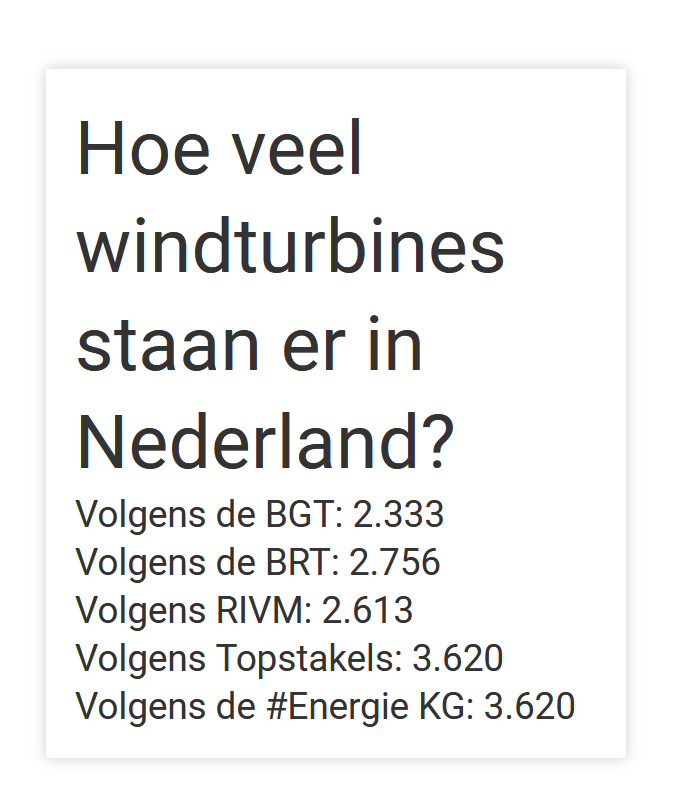 Hoe veel
windturbines
staan er in
Nederland?
Volgens de BGT: 2.333
Volgens de BRT: 2.756
Volgens RIVM: 2.613
Volgens Topstakels: 3.620
Volgens de #Energie KG: 3.620